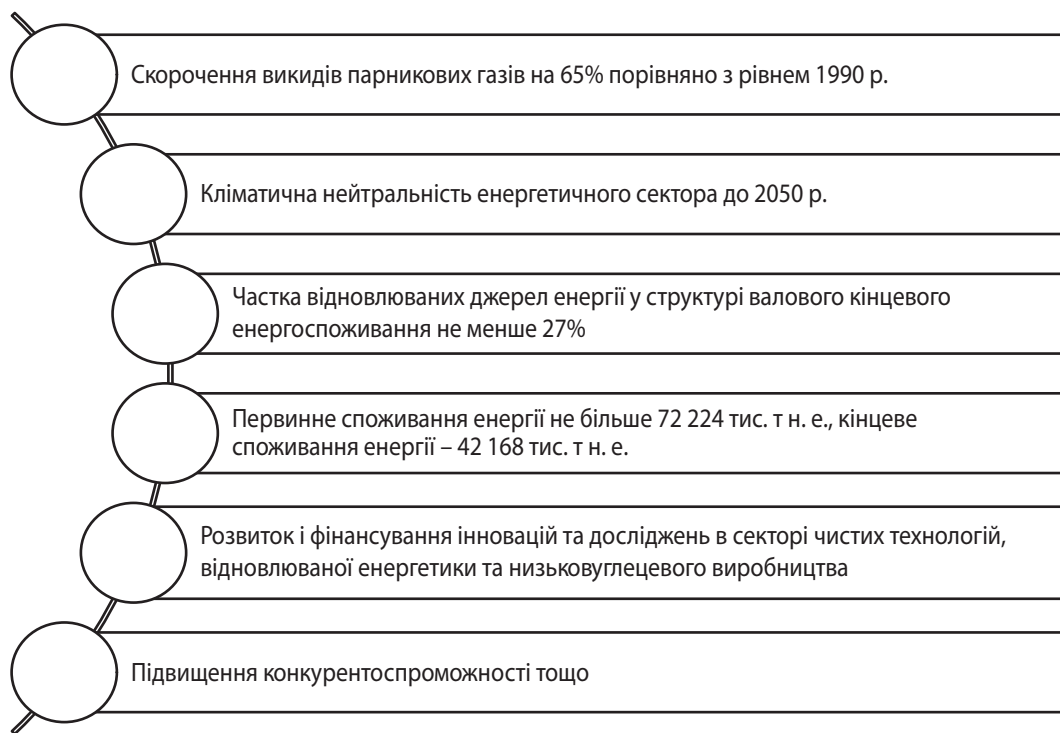 Скорочення викидів парникових газів на 65% порівняно з рівнем 1990 р.
Кліматична нейтральність енергетичного сектора до 2050 р.
Частка відновлюваних джерел енергії у структурі валового кінцевого
енергоспоживання не менше 27%
Первинне споживання енергії не більше 72 224 тис. т н. е., кінцеве
споживання енергії – 42 168 тис. т н. е.
Розвиток і фінансування інновацій та досліджень в секторі чистих технологій,
відновлюваної енергетики та низьковуглецевого виробництва
Підвищення конкурентоспроможності тощо